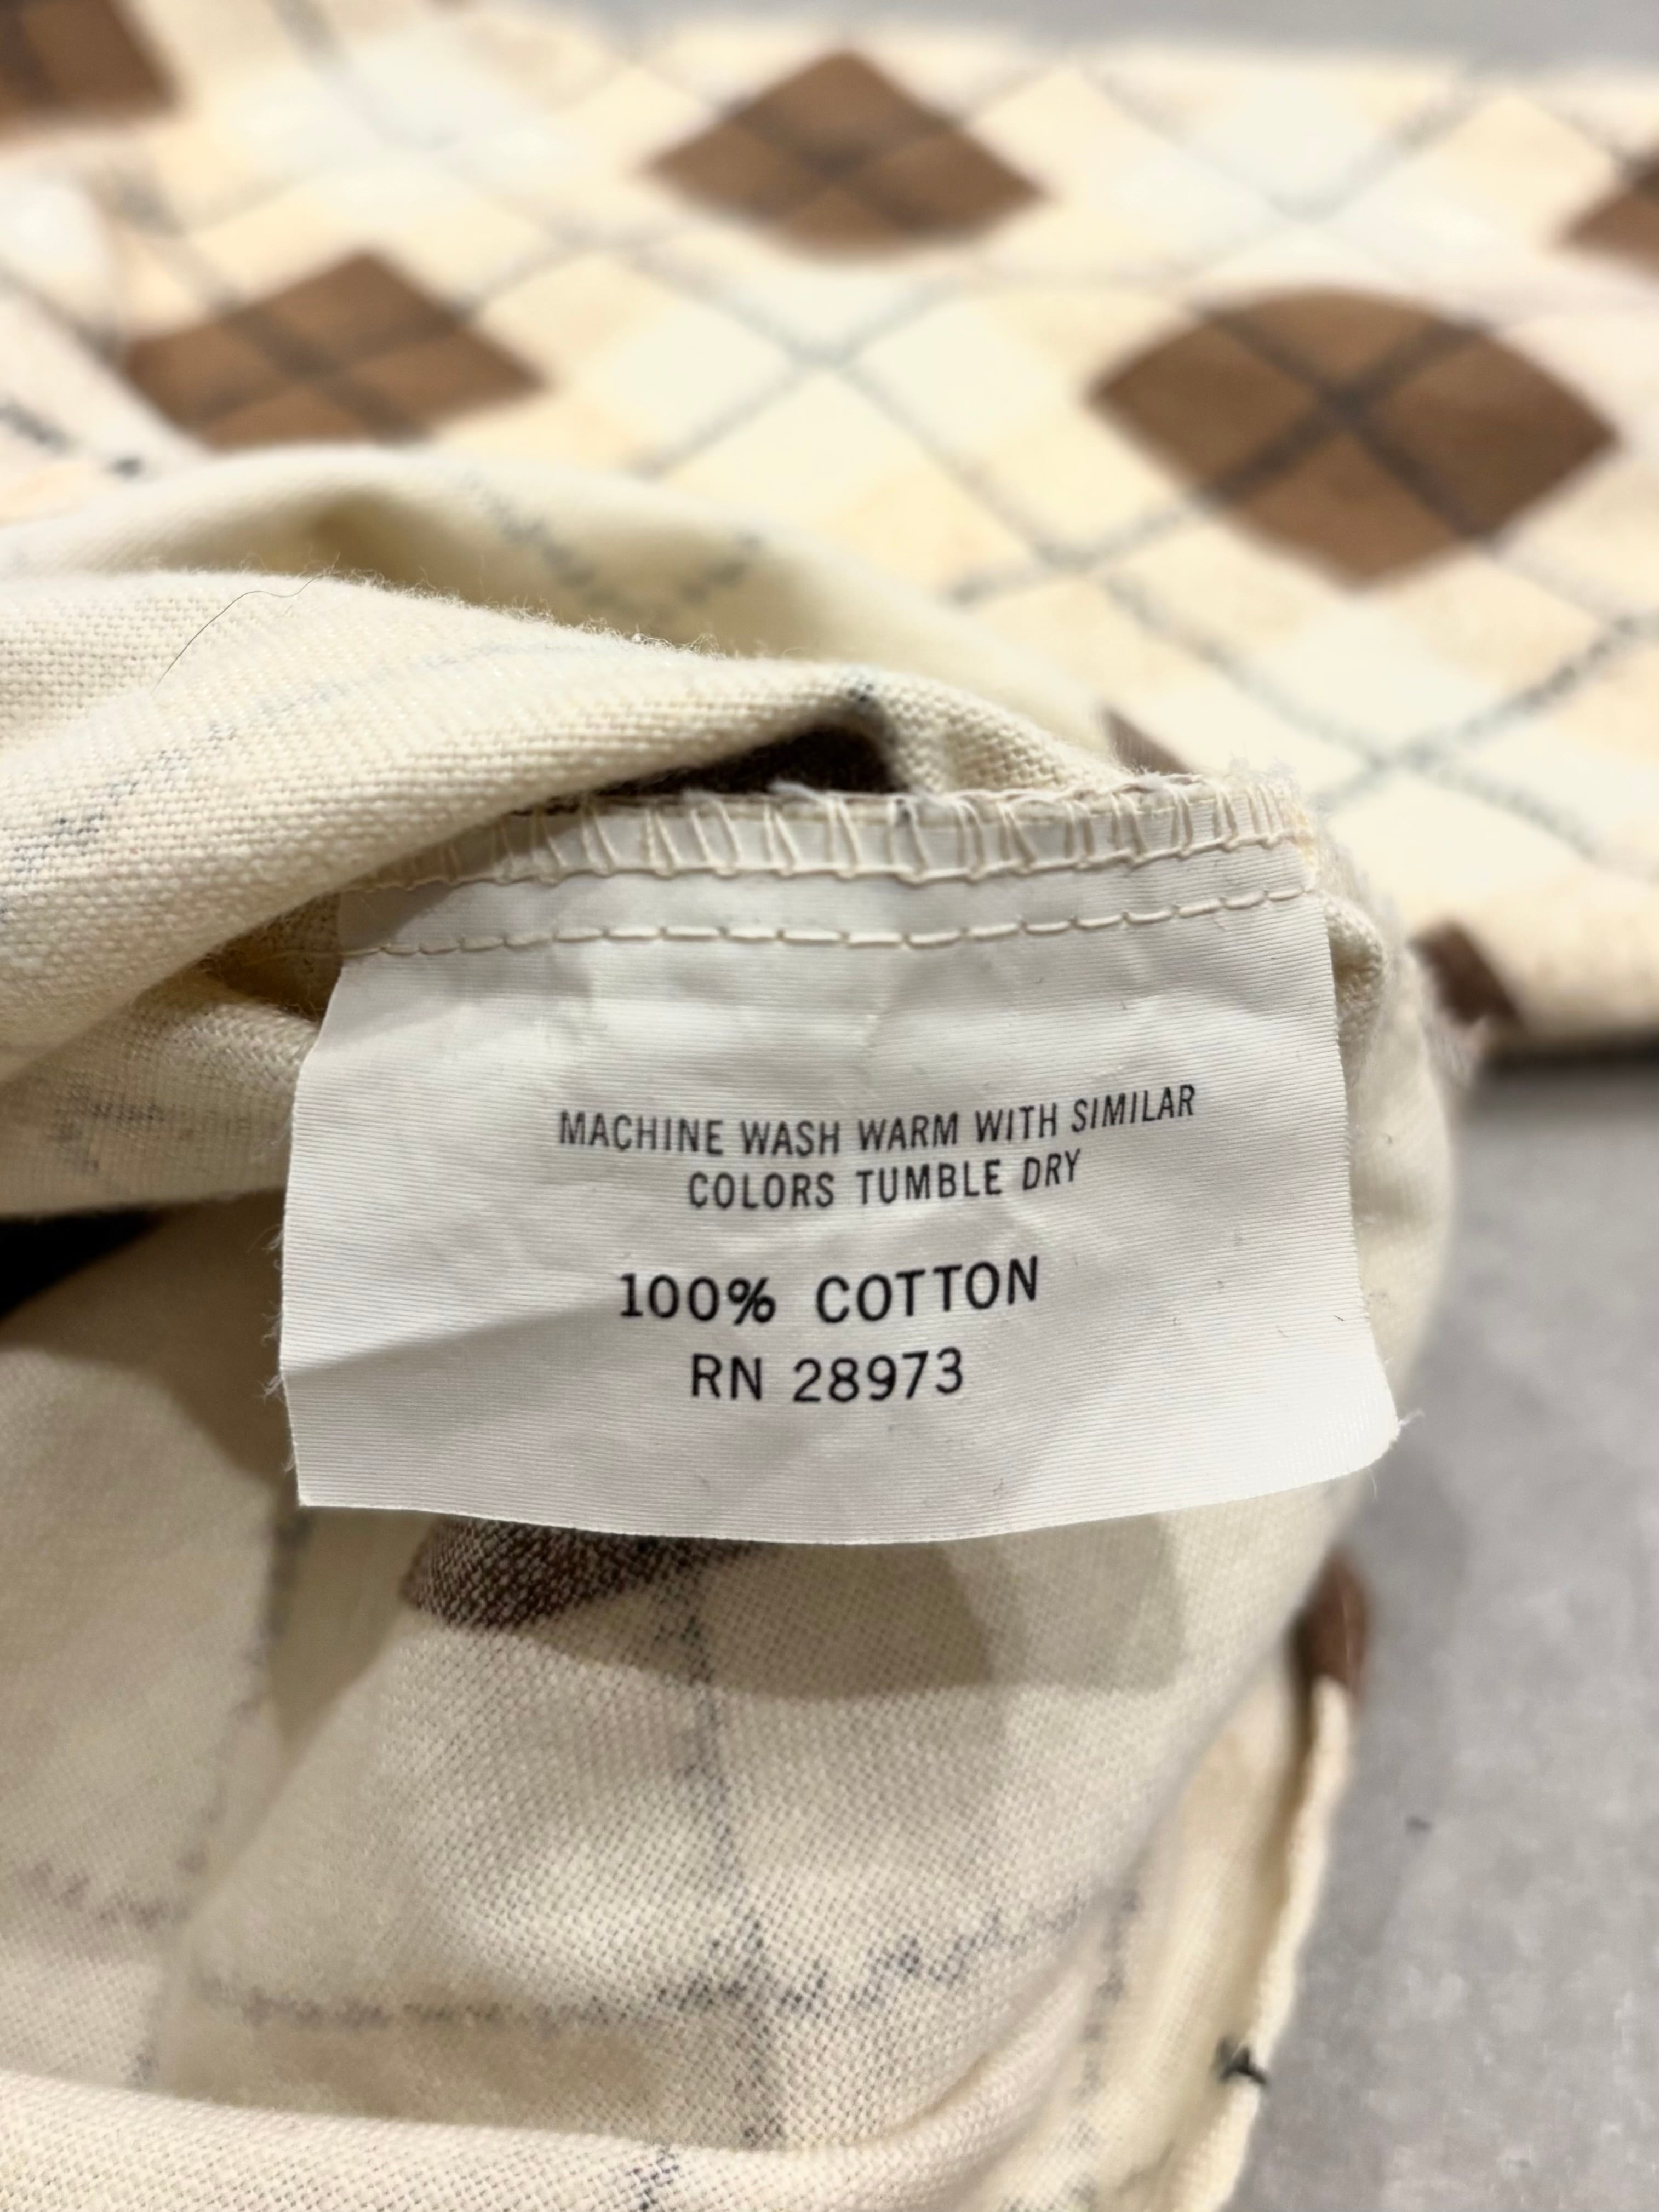 MACHINE WASH WARM WITH SIMILAR
COLORS TUMBLE DRY
100% COTTON
RN 28973